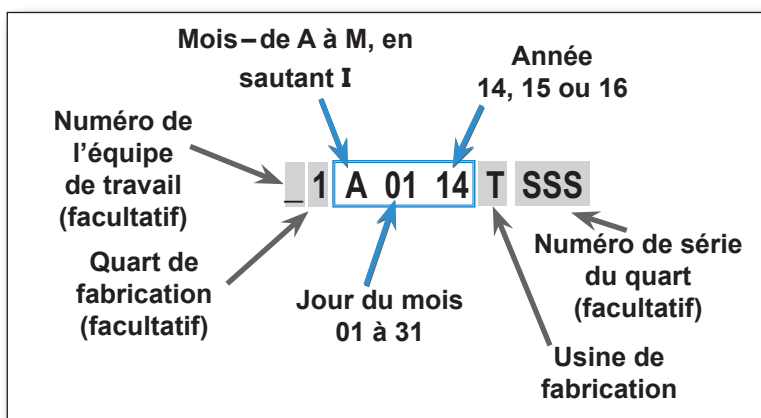 Mois – de A à M, en
sautant I
Année
14, 15 ou 16
Numéro de
l’équipe
de travail
(facultatif)
_ 1 A 01 14 T SSS
Quart de
fabrication
(facultatif)
Jour du mois
01 à 31
Numéro de série
du quart
(facultatif)
Usine de
fabrication